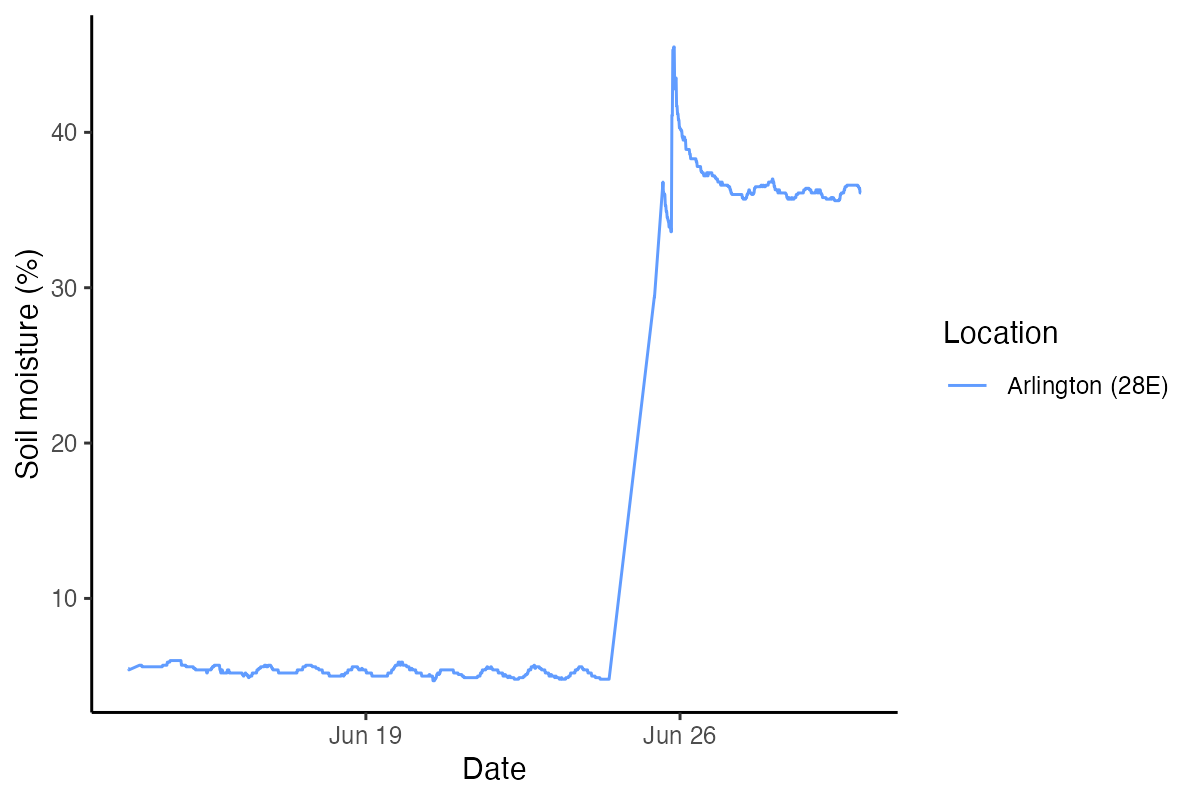 Soil moisture (%)
40
30
20
10
Jun 19
Jun 26
Date
Location
Arlington (28E)